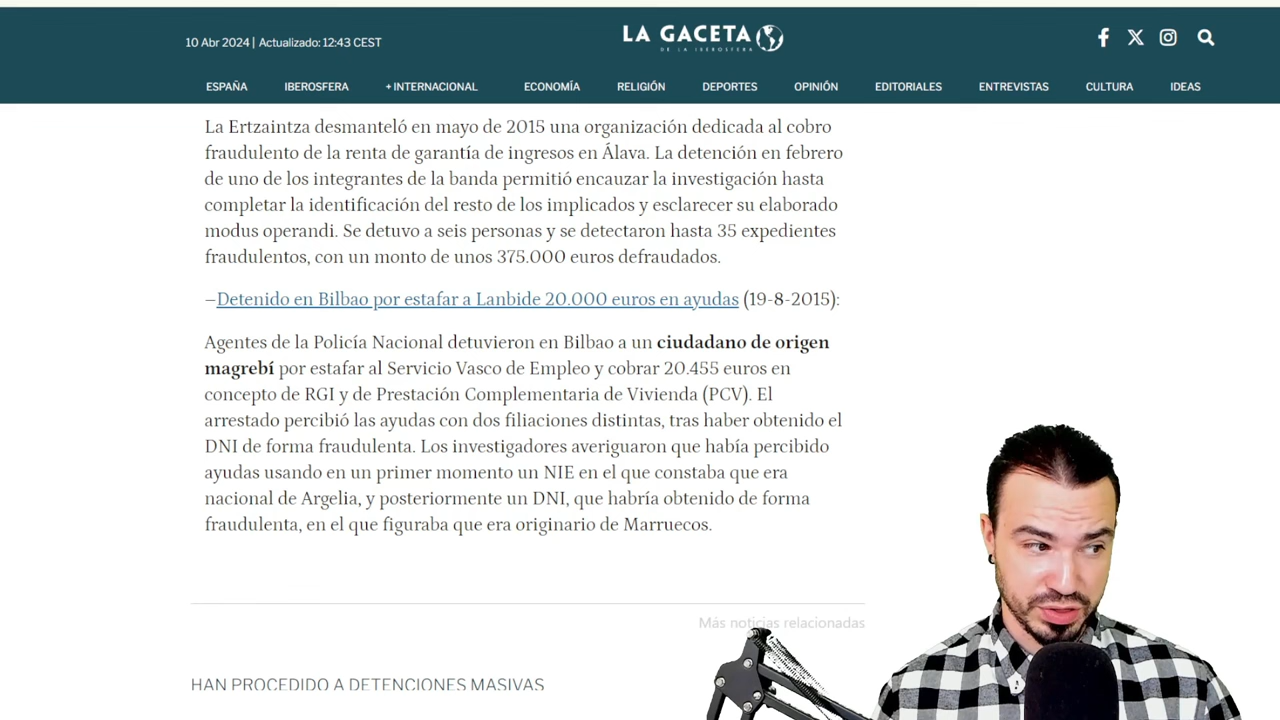 10 Abr 2024 | Actualizado: 12:43 CEST
LA GACETA
DE LA IBEROSFERA
ESPAÑA IBEROSFERA + INTERNACIONAL ECONOMÍA RELIGIÓN DEPORTES OPINIÓN EDITORIALES ENTREVISTAS CULTURA IDEAS
La Ertzaintza desmanteló en mayo de 2015 una organización dedicada al cobro
fraudulento de la renta de garantía de ingresos en Álava. La detención en febrero
de uno de los integrantes de la banda permitió encauzar la investigación hasta
completar la identificación del resto de los implicados y esclarecer su elaborado
modus operandi. Se detuvo a seis personas y se detectaron hasta 35 expedientes
fraudulentos, con un monto de unos 375.000 euros defraudados.
–Detenido en Bilbao por estafar a Lanbide 20.000 euros en ayudas (19-8-2015):
Agentes de la Policía Nacional detuvieron en Bilbao a un ciudadano de origen
magrebí por estafar al Servicio Vasco de Empleo y cobrar 20.455 euros en
concepto de RGI y de Prestación Complementaria de Vivienda (PCV). El
arrestado percibió las ayudas con dos filiaciones distintas, tras haber obtenido el
DNI de forma fraudulenta. Los investigadores averiguaron que había percibido
ayudas usando en un primer momento un NIE en el que constaba que era
nacional de Argelia, y posteriormente un DNI, que habría obtenido de forma
fraudulenta, en el que figuraba que era originario de Marruecos.
Más noticias relacionadas
HAN PROCEDIDO A DETENCIONES MASIVAS